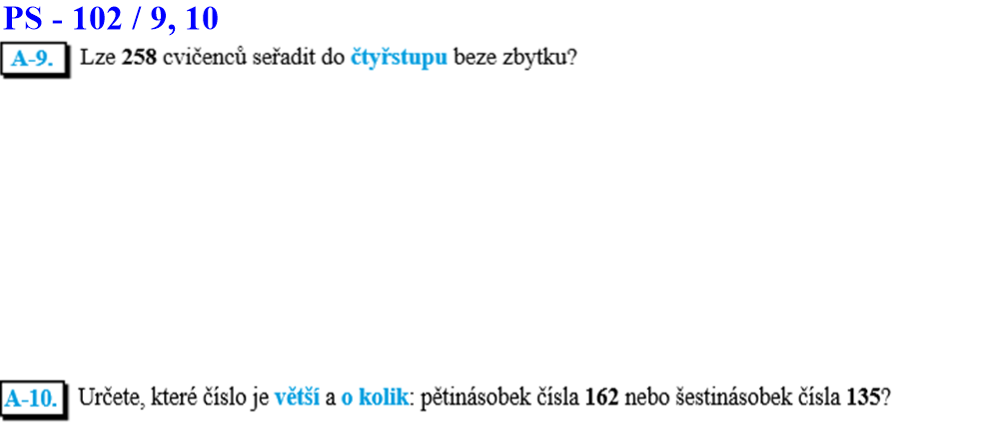 PS - 102 / 9, 10
A-9. Lze 258 cvičenců seřadit do čtyřstupu beze zbytku?
A-10. Určete, které číslo je větší a o kolik: pětinásobek čísla 162 nebo šestinásobek čísla 135?